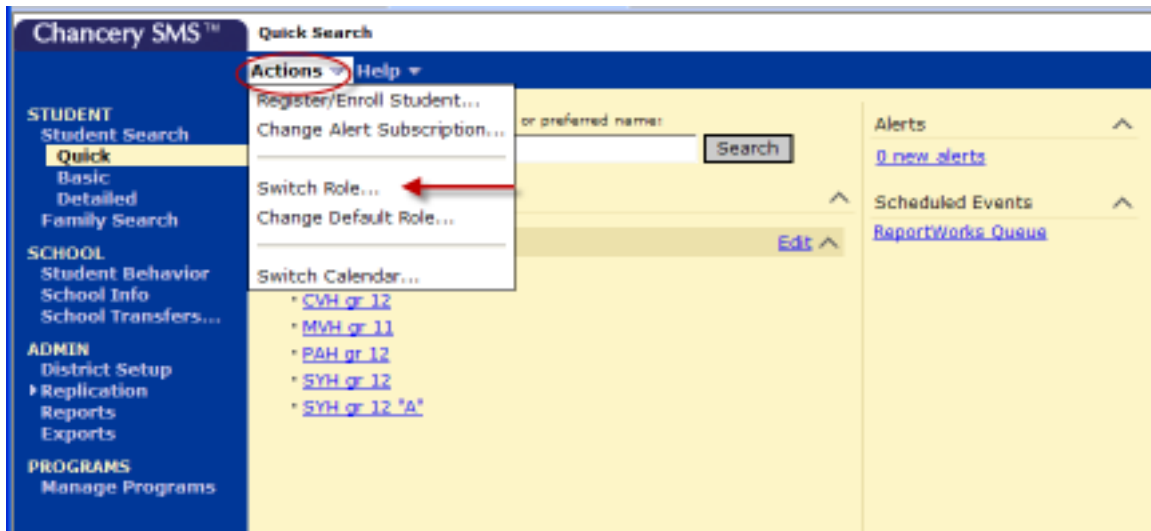 Chancery SMS™
Quick Search
Actions Help
STUDENT
Student Search
Quick
Basic
Detailed
Family Search
SCHOOL
Student Behavior
School Info
School Transfers...
ADMIN
District Setup
Replication
Reports
Exports
PROGRAMS
Manage Programs
Register/Enroll Student...
Change Alert Subscription...
Switch Role...
Change Default Role...
Switch Calendar...
or preferred name:
Search
Edit
CVH gr 12
MVH gr 11
PAH gr 12
SYH gr 12
SYH gr 12 "A"
Alerts
0 new alerts
Scheduled Events
ReportWorks Queue